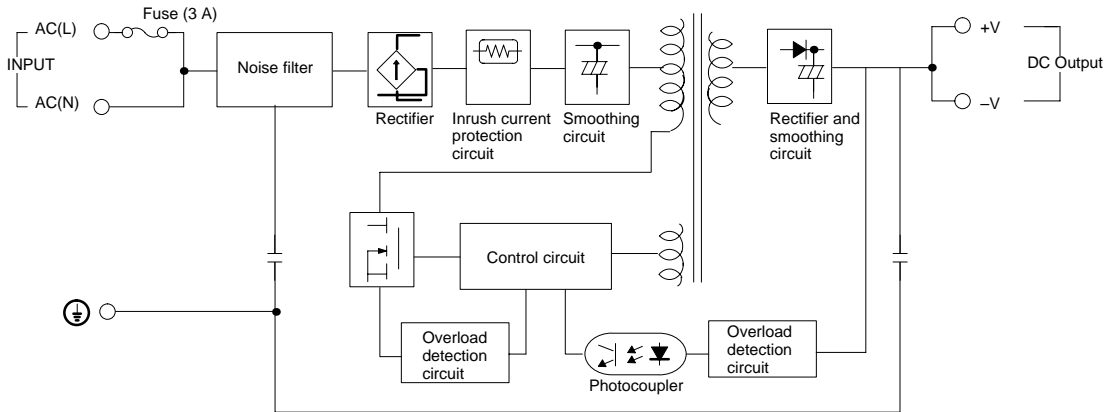 Fuse (3 A)
AC(L)
INPUT
AC(N)
Noise filter
Rectifier
Inrush current
protection
circuit
Smoothing
circuit
Rectifier and
smoothing
circuit
+V
DC Output
–V
Control circuit
Overload
detection
circuit
Photocoupler
Overload
detection
circuit